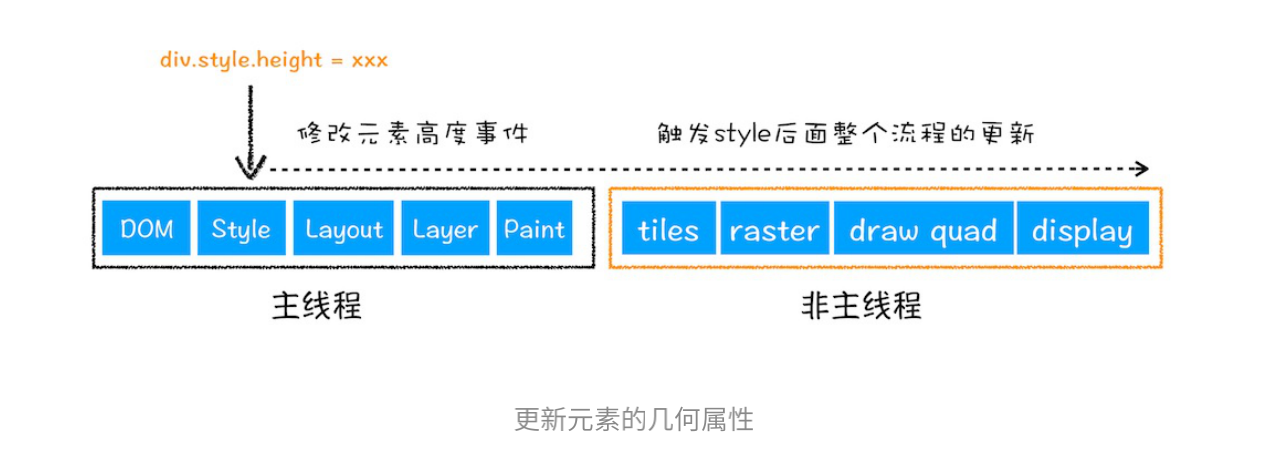 div.style.height = xxx
修改元素高度事件
触发style后面整个流程的更新
DOM Style Layout Layer Paint tiles raster draw quad display
主线程
非主线程
更新元素的几何属性